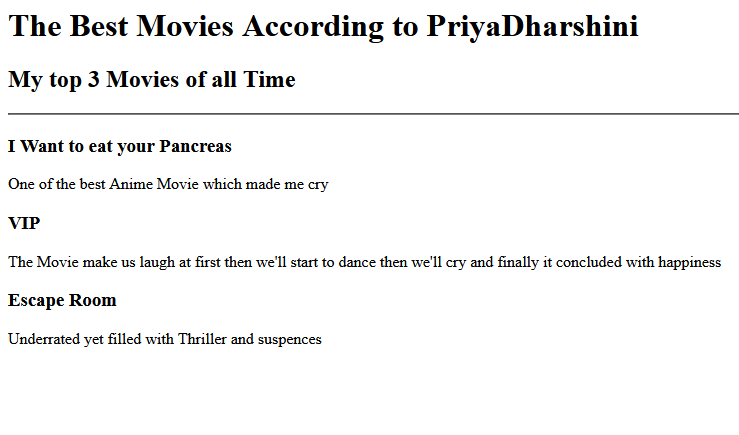 The Best Movies According to PriyaDharshini
My top 3 Movies of all Time
I Want to eat your Pancreas
One of the best Anime Movie which made me cry
VIP
The Movie make us laugh at first then we'll start to dance then we'll cry and finally it concluded with happiness
Escape Room
Underrated yet filled with Thriller and suspences